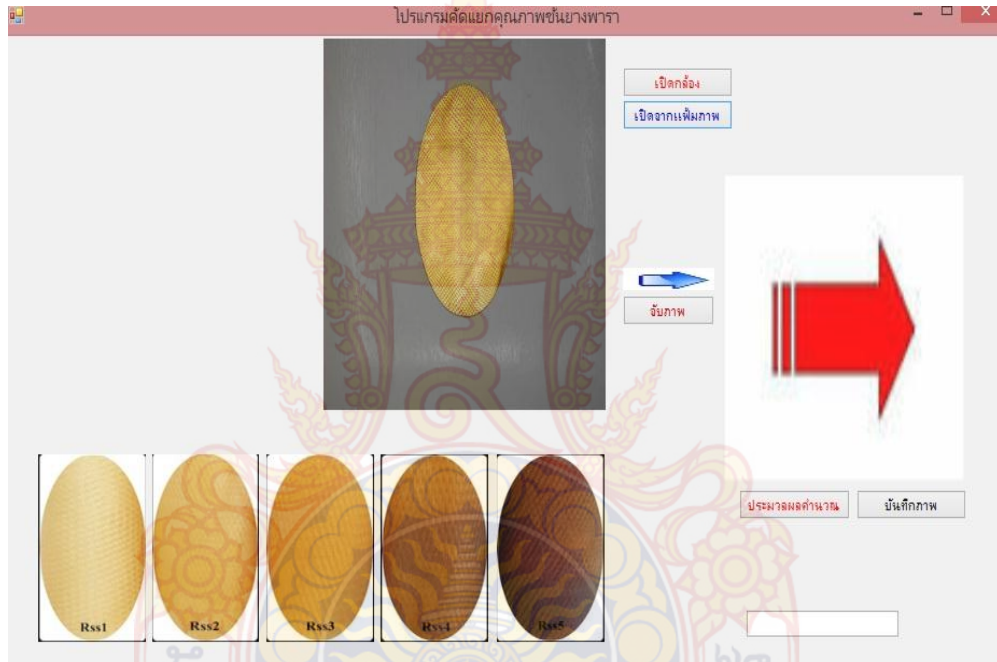 โปรแกรมคัดแยกคุณภาพชั้นยางพารา
เปิดกล้อง
เปิดจากแฟ้มภาพ
จับภาพ
ประมวลผลคำนวณ
บันทึกภาพ
Rss1
Rss2
Rss3
Rss4
Rss5